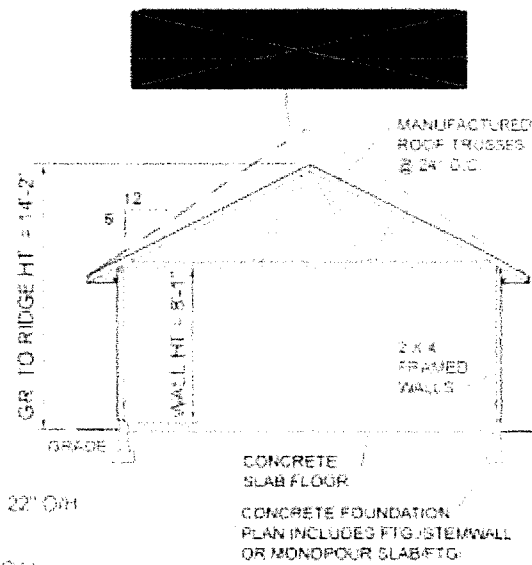 MANUFACTURED
ROOF TRUSSES
@ 24" O.C.
12
6
GR TO RIDGE HT = 14'-2"
WALL HT = 8'-1"
2 X 4
FRAMED
WALLS
GRADE
CONCRETE
SLAB FLOOR
22" O/H
CONCRETE FOUNDATION
PLAN INCLUDES FTG./STEMWALL
OR MONOPOUR SLAB/FTG.